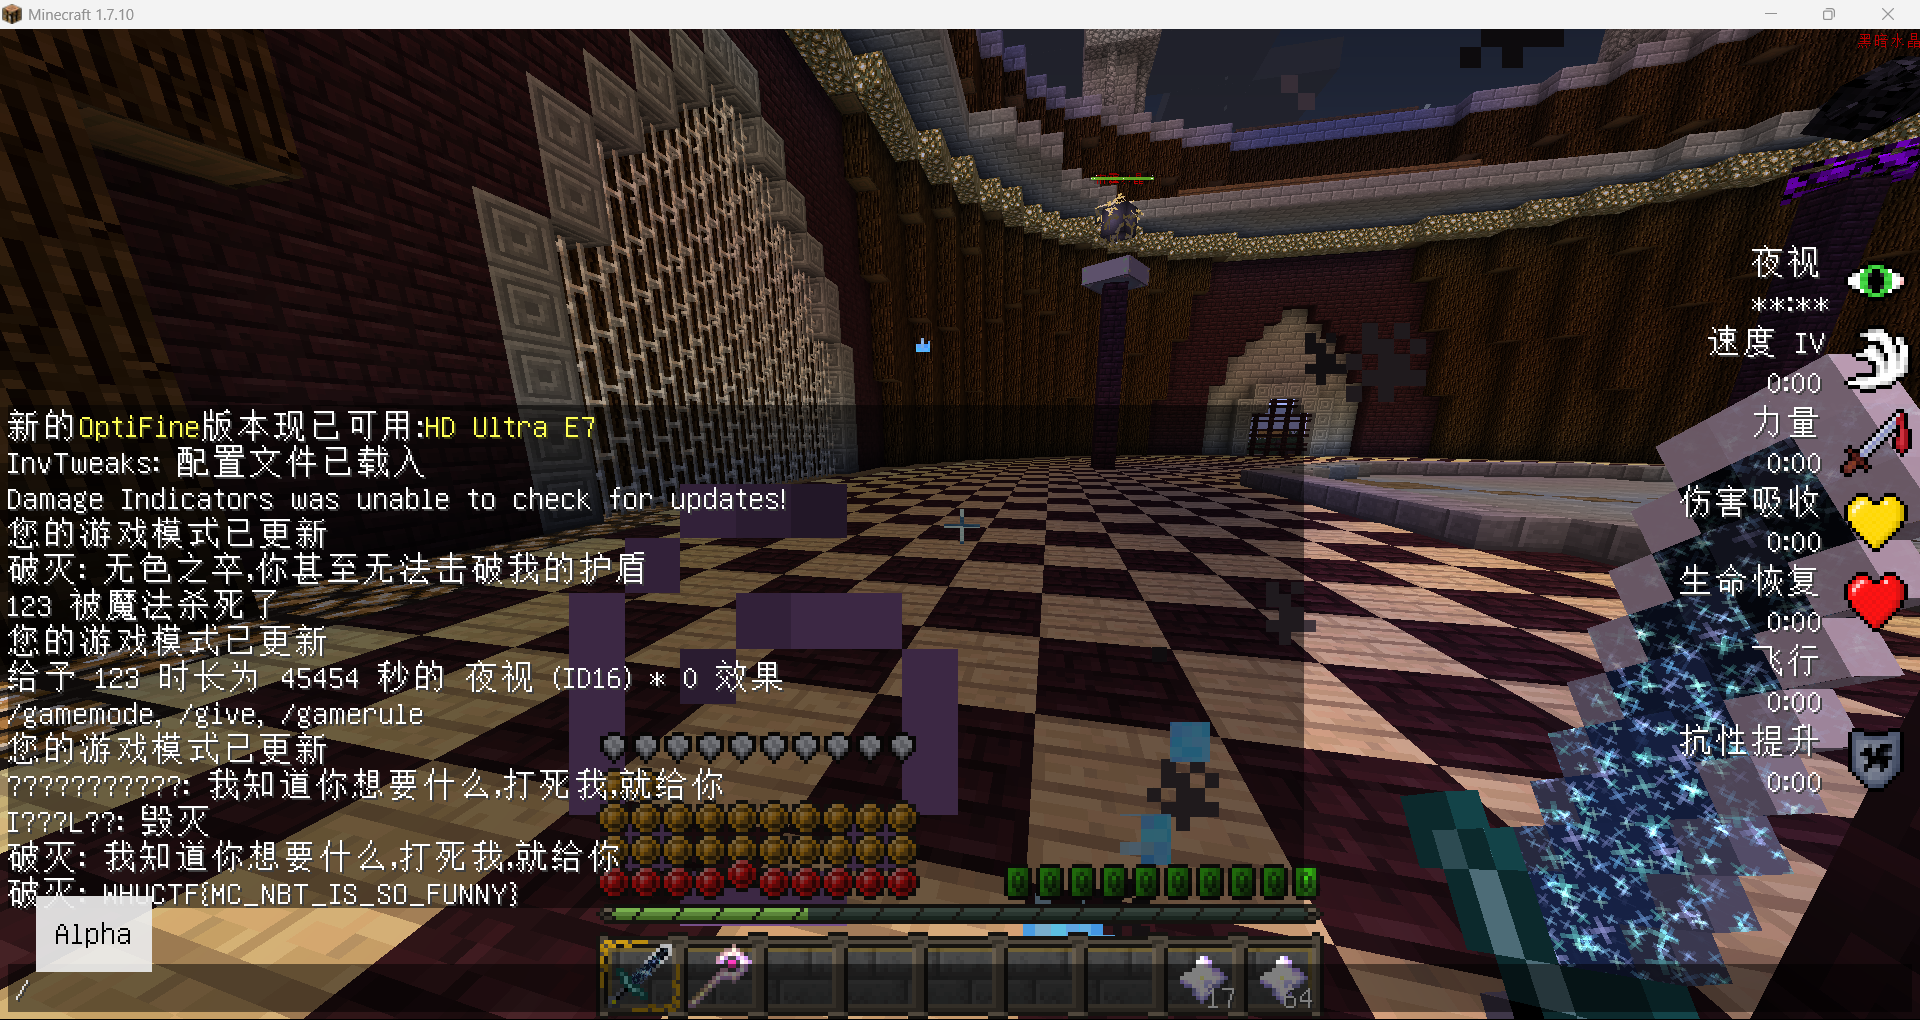 Minecraft 1.7.10
黑暗水晶
夜视
**:**
速度 IV
0:00
力量
0:00
伤害吸收
0:00
生命恢复
0:00
飞行
0:00
抗性提升
0:00
新的OptiFine版本现已可用:HD Ultra E7
InvTweaks: 配置文件已载入
Damage Indicators was unable to check for updates!
您的游戏模式已更新
破灭: 无色之卒,你甚至无法击破我的护盾
123 被魔法杀死了
您的游戏模式已更新
给予 123 时长为 45454 秒的 夜视 (ID16) * 0 效果
/gamemode, /give, /gamerule
您的游戏模式已更新
???????????: 我知道你想要什么,打死我,就给你
I???L??: 毁灭
破灭: 我知道你想要什么,打死我,就给你
破灭: WHUCTF{MC_NBT_IS_SO_FUNNY}
Alpha
/
17
64